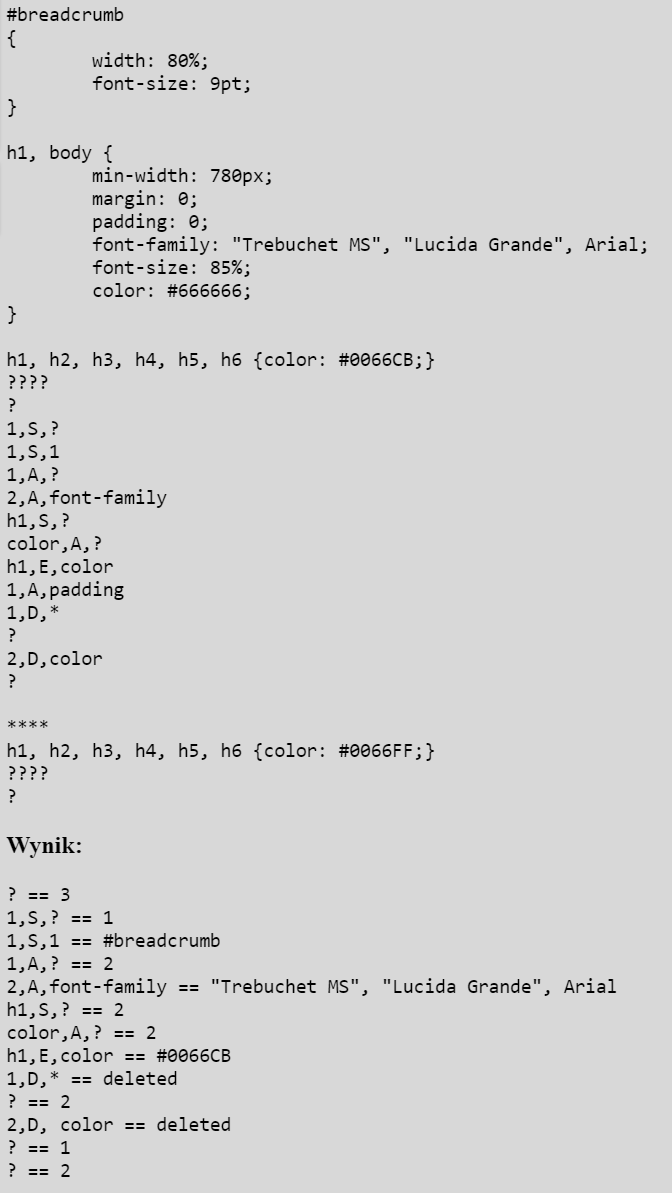 #breadcrumb
{
width: 80%;
font-size: 9pt;
}
h1, body {
min-width: 780px;
margin: 0;
padding: 0;
font-family: "Trebuchet MS", "Lucida Grande", Arial;
font-size: 85%;
color: #666666;
}
h1, h2, h3, h4, h5, h6 {color: #0066CB;}
????
?
1,S,?
1,S,1
1,A,?
2,A,font-family
h1,S,?
color,A,?
h1,E,color
1,A,padding
1,D,*
?
2,D,color
?
****
h1, h2, h3, h4, h5, h6 {color: #0066FF;}
????
?
Wynik:
? == 3
1,S,? == 1
1,S,1 == #breadcrumb
1,A,? == 2
2,A,font-family == "Trebuchet MS", "Lucida Grande", Arial
h1,S,? == 2
color,A,? == 2
h1,E,color == #0066CB
1,D,* == deleted
? == 2
2,D, color == deleted
? == 1
? == 2